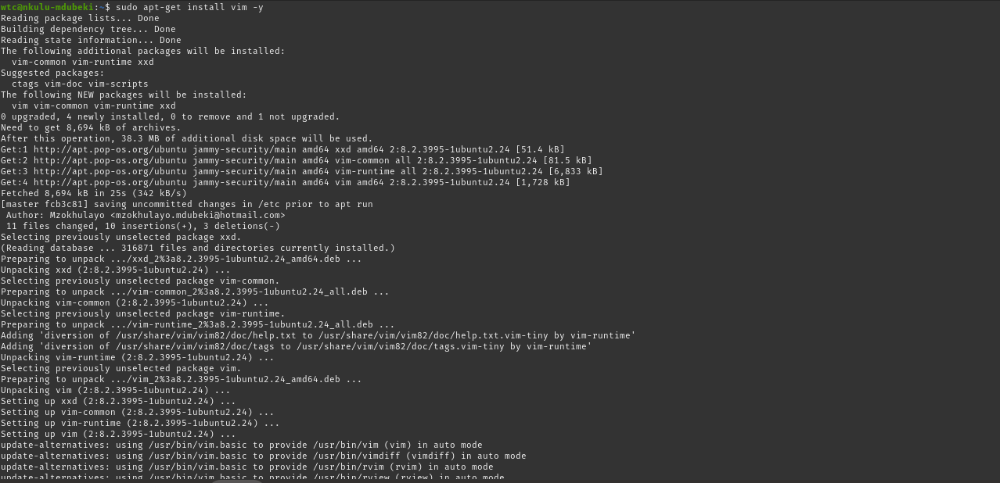 wtc@nkulu-mdubeki:~$ sudo apt-get install vim -y
Reading package lists... Done
Building dependency tree... Done
Reading state information... Done
The following additional packages will be installed:
  vim-common vim-runtime xxd
Suggested packages:
  ctags vim-doc vim-scripts
The following NEW packages will be installed:
  vim vim-common vim-runtime xxd
0 upgraded, 4 newly installed, 0 to remove and 1 not upgraded.
Need to get 8,694 kB of archives.
After this operation, 38.3 MB of additional disk space will be used.
Get:1 http://apt.pop-os.org/ubuntu jammy-security/main amd64 xxd amd64 2:8.2.3995-1ubuntu2.24 [51.4 kB]
Get:2 http://apt.pop-os.org/ubuntu jammy-security/main amd64 vim-common all 2:8.2.3995-1ubuntu2.24 [81.5 kB]
Get:3 http://apt.pop-os.org/ubuntu jammy-security/main amd64 vim-runtime all 2:8.2.3995-1ubuntu2.24 [6,833 kB]
Get:4 http://apt.pop-os.org/ubuntu jammy-security/main amd64 vim amd64 2:8.2.3995-1ubuntu2.24 [1,728 kB]
Fetched 8,694 kB in 25s (342 kB/s)
[master fcb3c81] saving uncommitted changes in /etc prior to apt run
 Author: Mzokhulayo <mzokhulayo.mdubeki@hotmail.com>
 11 files changed, 10 insertions(+), 3 deletions(-)
Selecting previously unselected package xxd.
(Reading database ... 316871 files and directories currently installed.)
Preparing to unpack .../xxd_2%3a8.2.3995-1ubuntu2.24_amd64.deb ...
Unpacking xxd (2:8.2.3995-1ubuntu2.24) ...
Selecting previously unselected package vim-common.
Preparing to unpack .../vim-common_2%3a8.2.3995-1ubuntu2.24_all.deb ...
Unpacking vim-common (2:8.2.3995-1ubuntu2.24) ...
Selecting previously unselected package vim-runtime.
Preparing to unpack .../vim-runtime_2%3a8.2.3995-1ubuntu2.24_all.deb ...
Adding 'diversion of /usr/share/vim/vim82/doc/help.txt to /usr/share/vim/vim82/doc/help.txt.vim-tiny by vim-runtime'
Adding 'diversion of /usr/share/vim/vim82/doc/tags to /usr/share/vim/vim82/doc/tags.vim-tiny by vim-runtime'
Unpacking vim-runtime (2:8.2.3995-1ubuntu2.24) ...
Selecting previously unselected package vim.
Preparing to unpack .../vim_2%3a8.2.3995-1ubuntu2.24_amd64.deb ...
Unpacking vim (2:8.2.3995-1ubuntu2.24) ...
Setting up xxd (2:8.2.3995-1ubuntu2.24) ...
Setting up vim-common (2:8.2.3995-1ubuntu2.24) ...
Setting up vim-runtime (2:8.2.3995-1ubuntu2.24) ...
Setting up vim (2:8.2.3995-1ubuntu2.24) ...
update-alternatives: using /usr/bin/vim.basic to provide /usr/bin/vim (vim) in auto mode
update-alternatives: using /usr/bin/vim.basic to provide /usr/bin/vimdiff (vimdiff) in auto mode
update-alternatives: using /usr/bin/vim.basic to provide /usr/bin/rvim (rvim) in auto mode
update-alternatives: using /usr/bin/vim.basic to provide /usr/bin/rview (rview) in auto mode